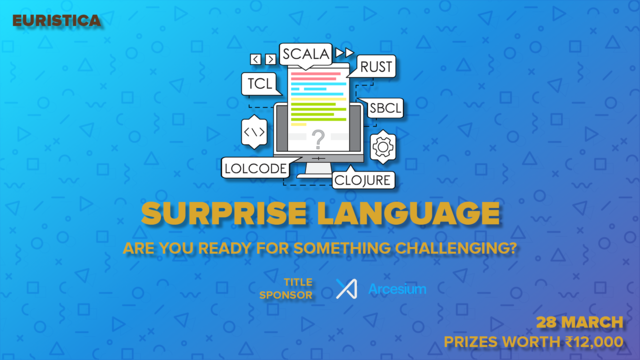 EURISTICA
SCALA
RUST
TCL
SBCL
</>
?
LOLCODE
CLOJURE
SURPRISE LANGUAGE
ARE YOU READY FOR SOMETHING CHALLENGING?
TITLE
SPONSOR
Arcesium
28 MARCH
PRIZES WORTH ₹12,000